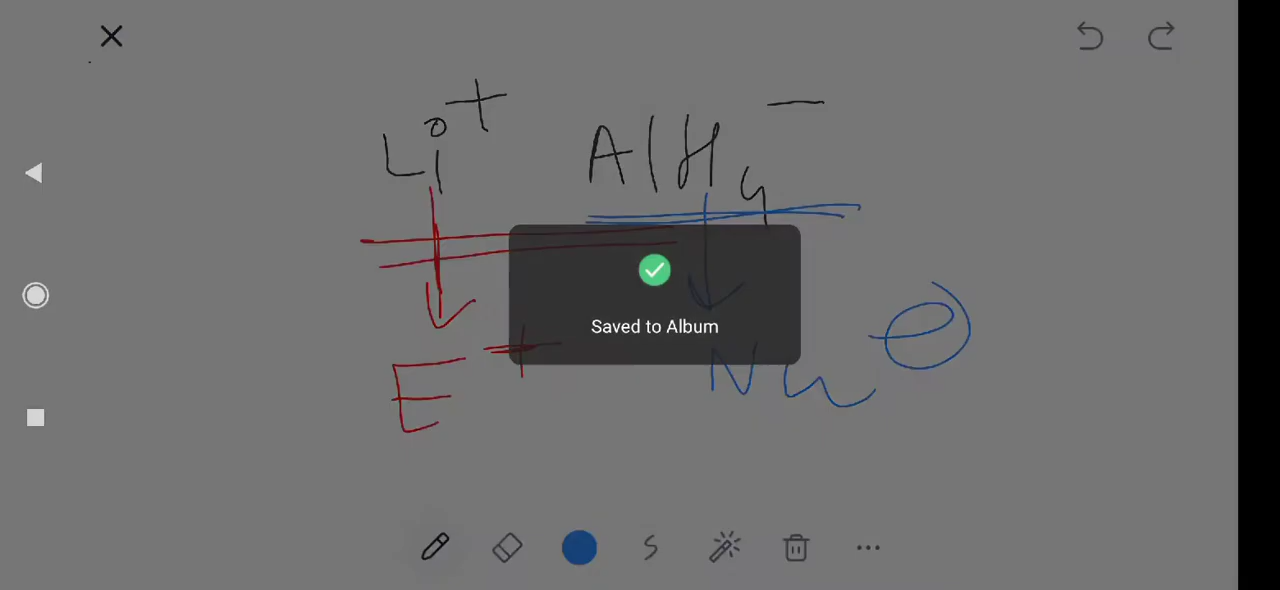 Li+ AlH4-
Saved to Album
E+ Nu⊖